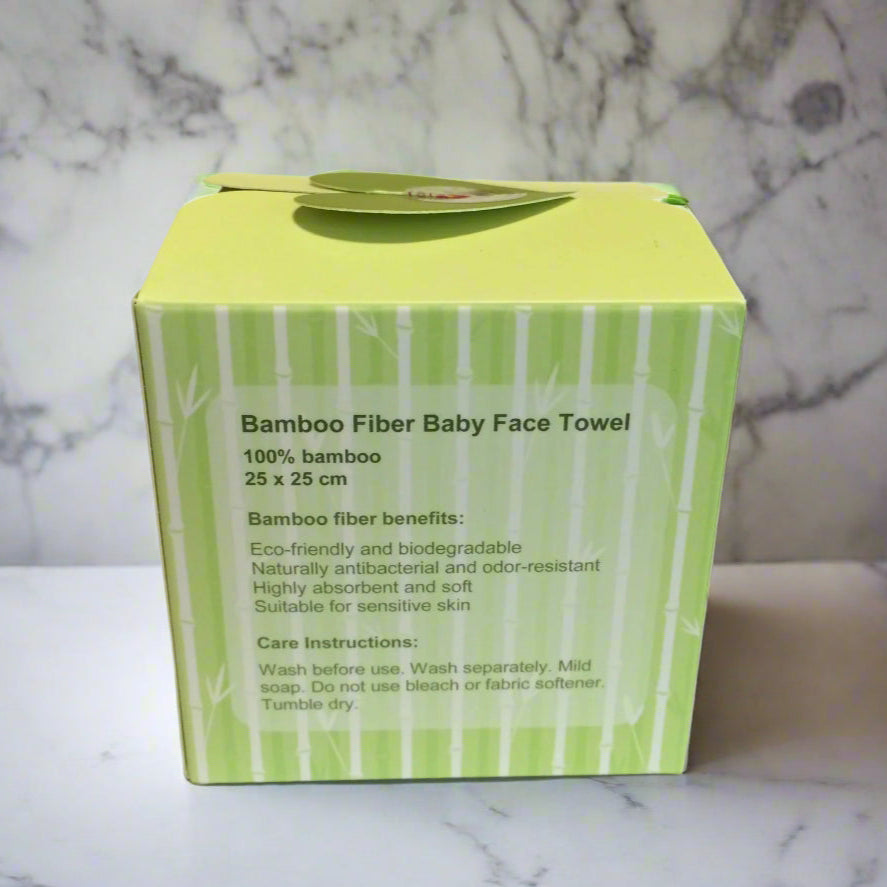 Bamboo Fiber Baby Face Towel
100% bamboo
25 x 25 cm
Bamboo fiber benefits:
Eco-friendly and biodegradable
Naturally antibacterial and odor-resistant
Highly absorbent and soft
Suitable for sensitive skin
Care Instructions:
Wash before use. Wash separately. Mild
soap. Do not use bleach or fabric softener.
Tumble dry.